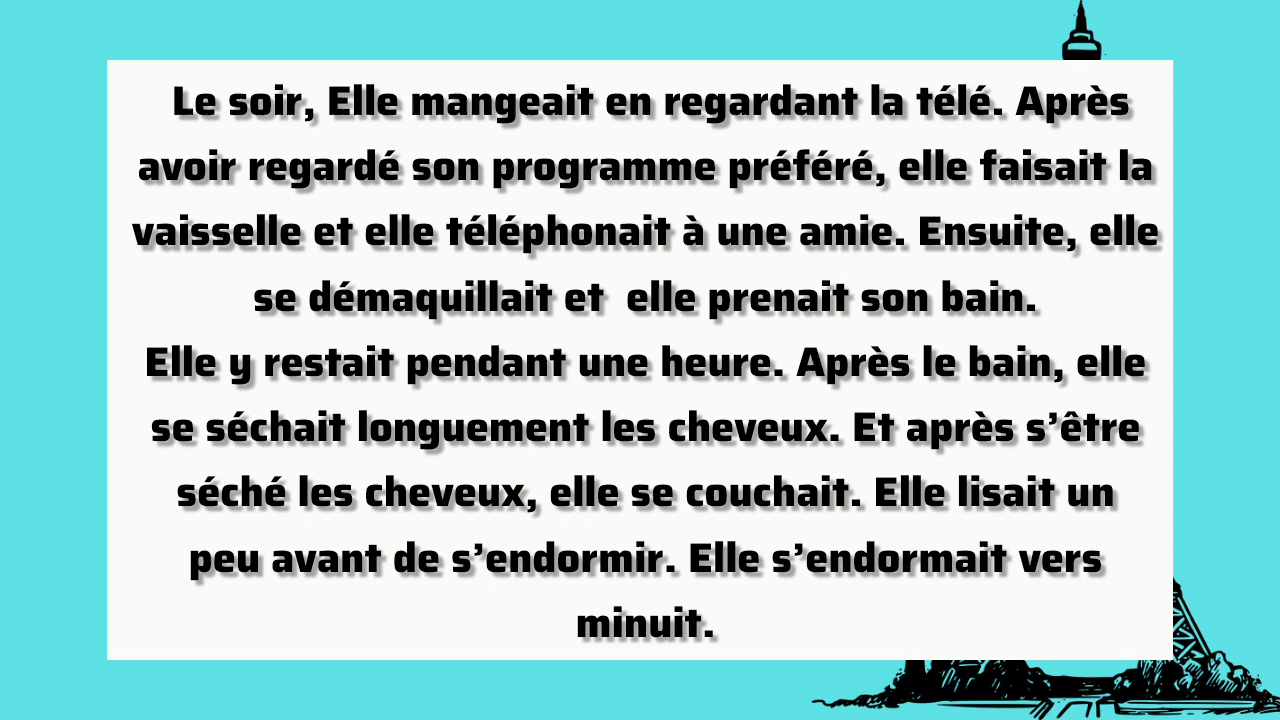 Le soir, Elle mangeait en regardant la télé. Après
avoir regardé son programme préféré, elle faisait la
vaisselle et elle téléphonait à une amie. Ensuite, elle
se démaquillait et  elle prenait son bain.
Elle y restait pendant une heure. Après le bain, elle
se séchait longuement les cheveux. Et après s’être
séché les cheveux, elle se couchait. Elle lisait un
peu avant de s’endormir. Elle s’endormait vers
minuit.